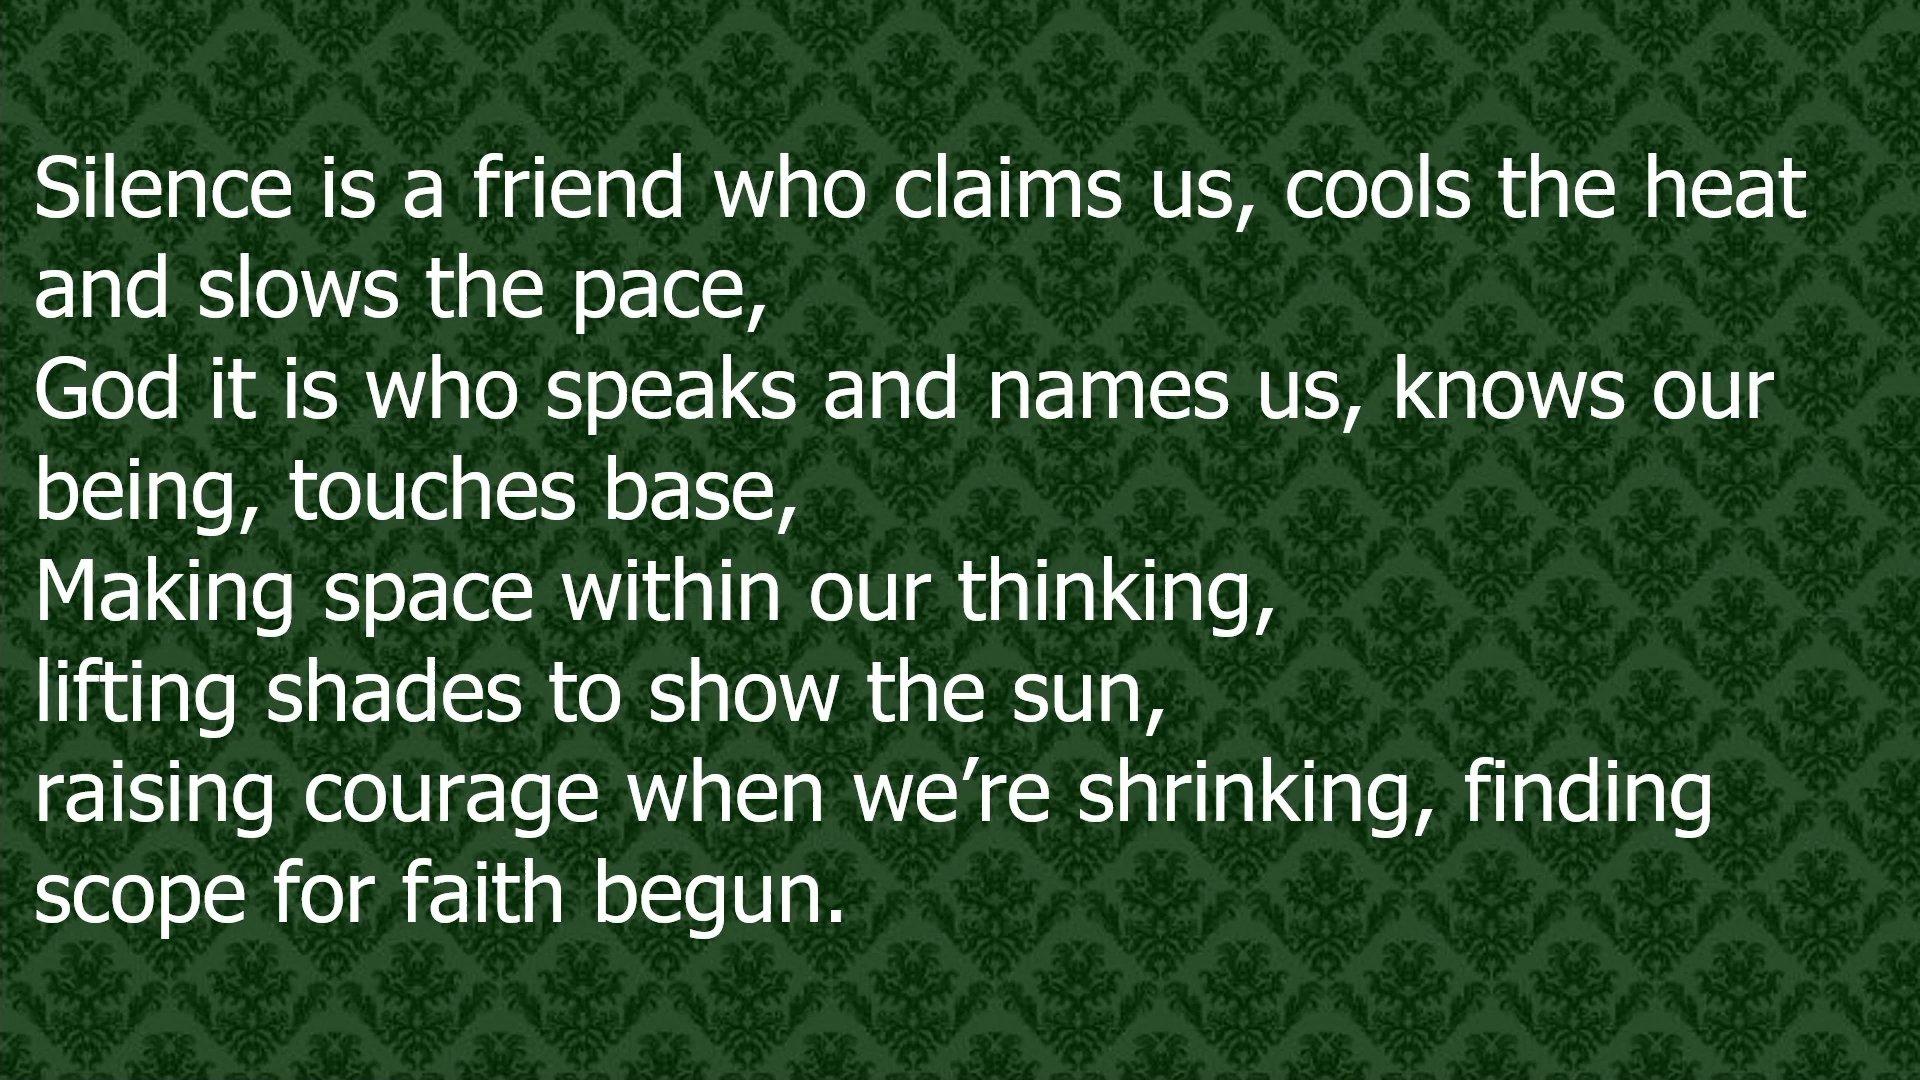 Silence is a friend who claims us, cools the heat
and slows the pace,
God it is who speaks and names us, knows our
being, touches base,
Making space within our thinking,
lifting shades to show the sun,
raising courage when we’re shrinking, finding
scope for faith begun.